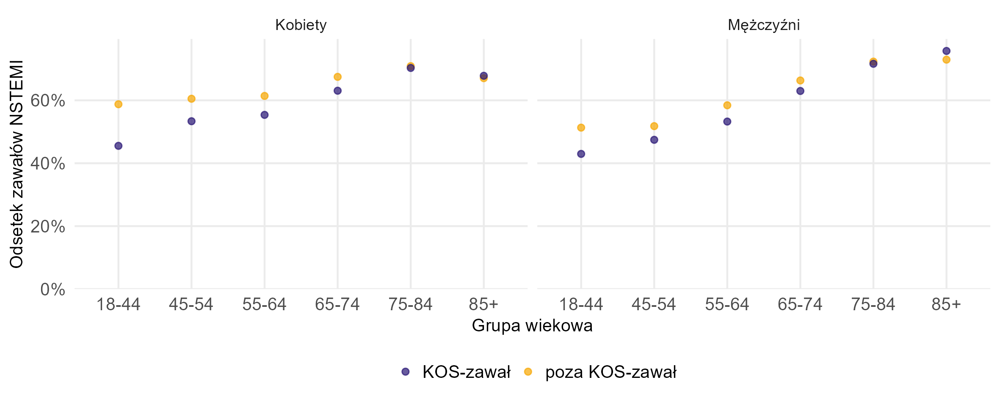 Kobiety
Mężczyźni
Odsetek zawałów NSTEMI
60%
40%
20%
0%
18-44 45-54 55-64 65-74 75-84 85+
18-44 45-54 55-64 65-74 75-84 85+
Grupa wiekowa
KOS-zawał poza KOS-zawał